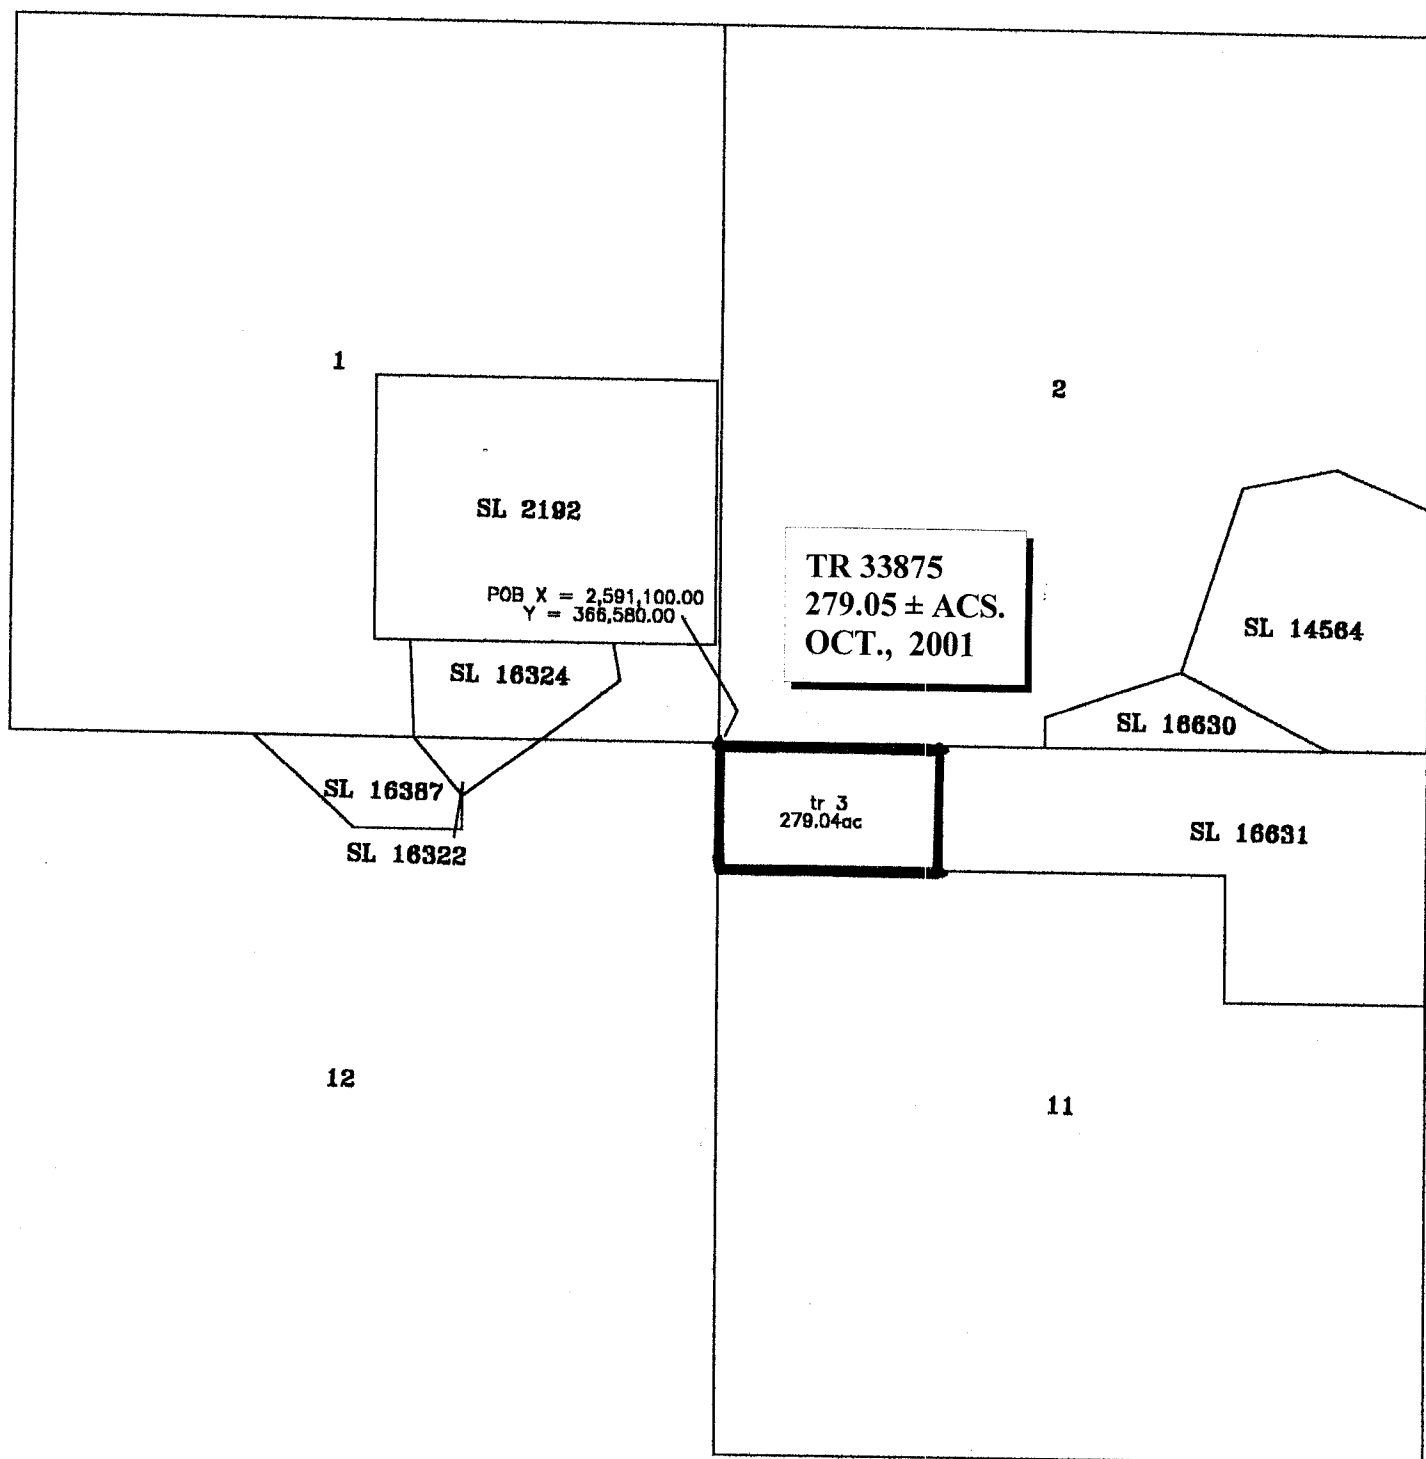 1
2
SL 2192
POB X = 2,591,100.00
Y = 366,580.00
TR 33875
279.05 ± ACS.
OCT., 2001
SL 14564
SL 16324
SL 16630
SL 16387
tr 3
279.04ac
SL 16631
SL 16322
12
11